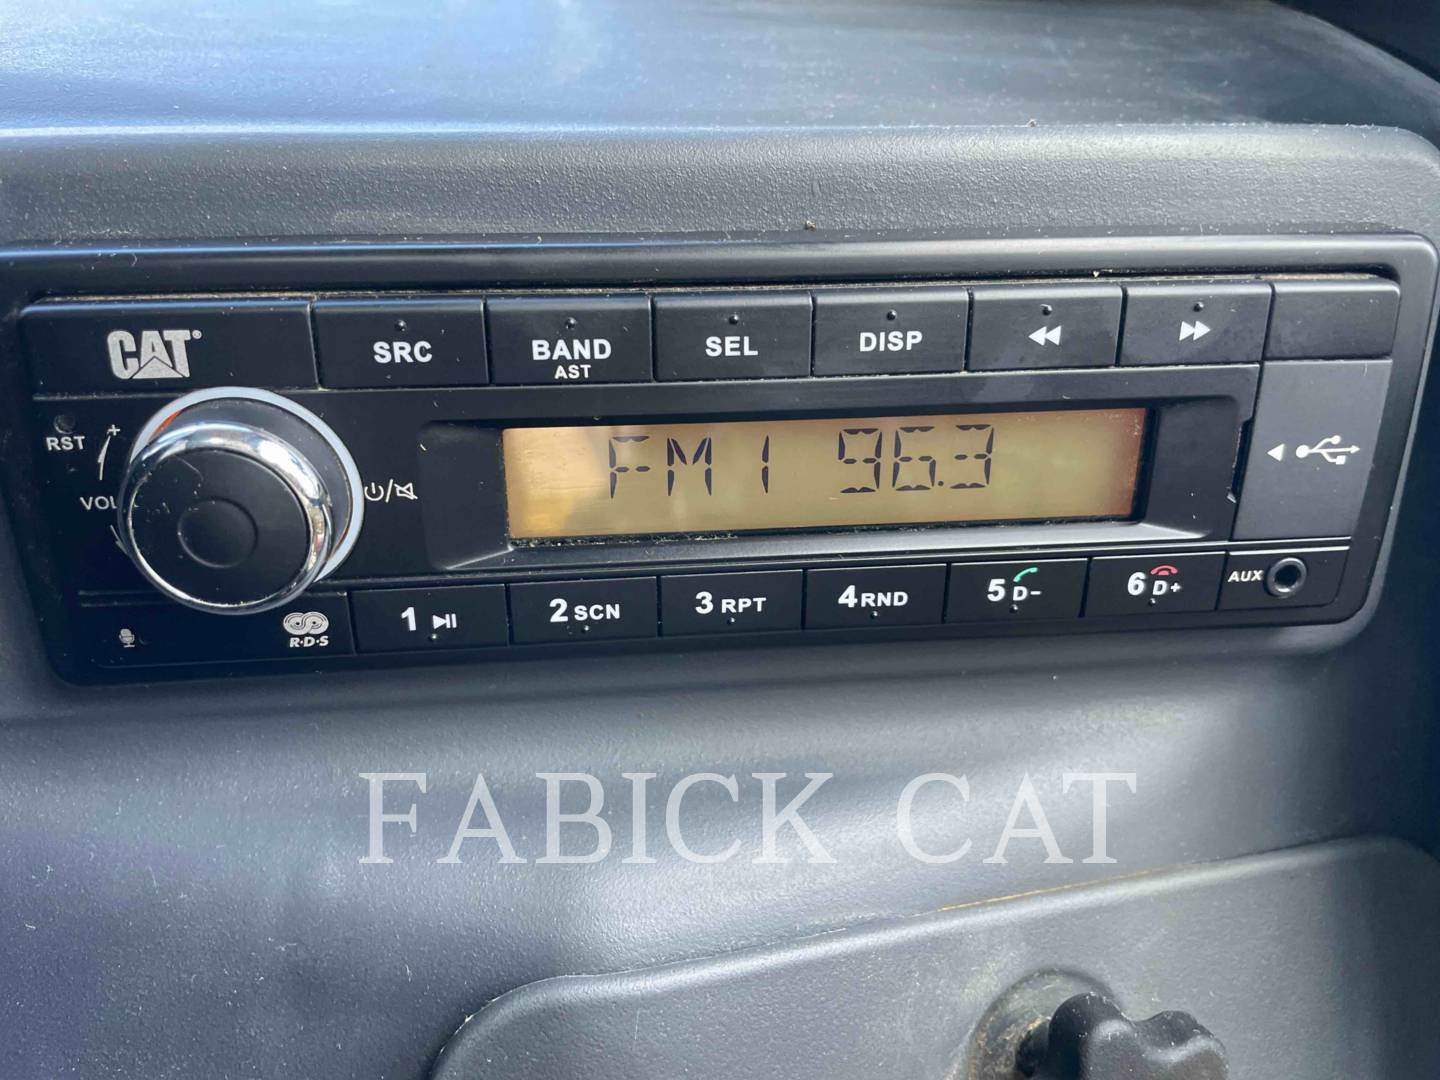 CAT®
SRC
BAND
AST
SEL
DISP
RST
+
VOL
-
FM1 96.3
1
2 SCN
3 RPT
4 RND
5 D-
6 D+
AUX
R·D·S
FABICK CAT